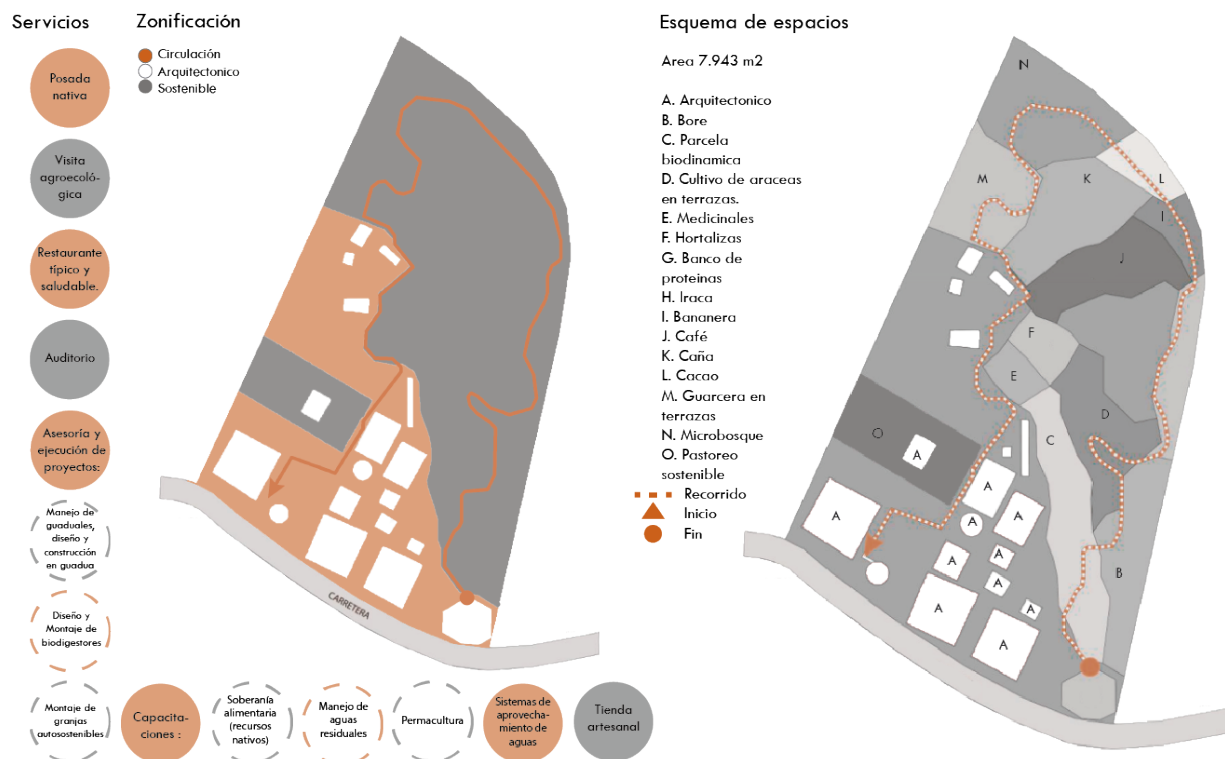 Servicios
Posada
nativa
Visita
agroecoló-
gica
Restaurante
típico y
saludable.
Auditorio
Asesoría y
ejecución de
proyectos:
Manejo de
guaduales,
diseño y
construcción
en guadua
Diseño y
Montaje de
biodigestores
Montaje de
granjas
autosostenibles
Capacita-
ciones :
Soberanía
alimentaria
(recursos
nativos)
Manejo de
aguas
residuales
Permacultura
Sistemas de
aprovecha-
miento de
aguas
Tienda
artesanal
Zonificación
Circulación
Arquitectonico
Sostenible
CARRETERA
Esquema de espacios
Area 7.943 m2
A. Arquitectonico
B. Bore
C. Parcela
biodinamica
D. Cultivo de araceas
en terrazas.
E. Medicinales
F. Hortalizas
G. Banco de
proteinas
H. Iraca
I. Bananera
J. Café
K. Caña
L. Cacao
M. Guarcera en
terrazas
N. Microbosque
O. Pastoreo
sostenible
Recorrido
Inicio
Fin
N
M
K
L
I
J
F
E
D
C
O
A
A
A
A
A
A
A
A
A
A
A
B